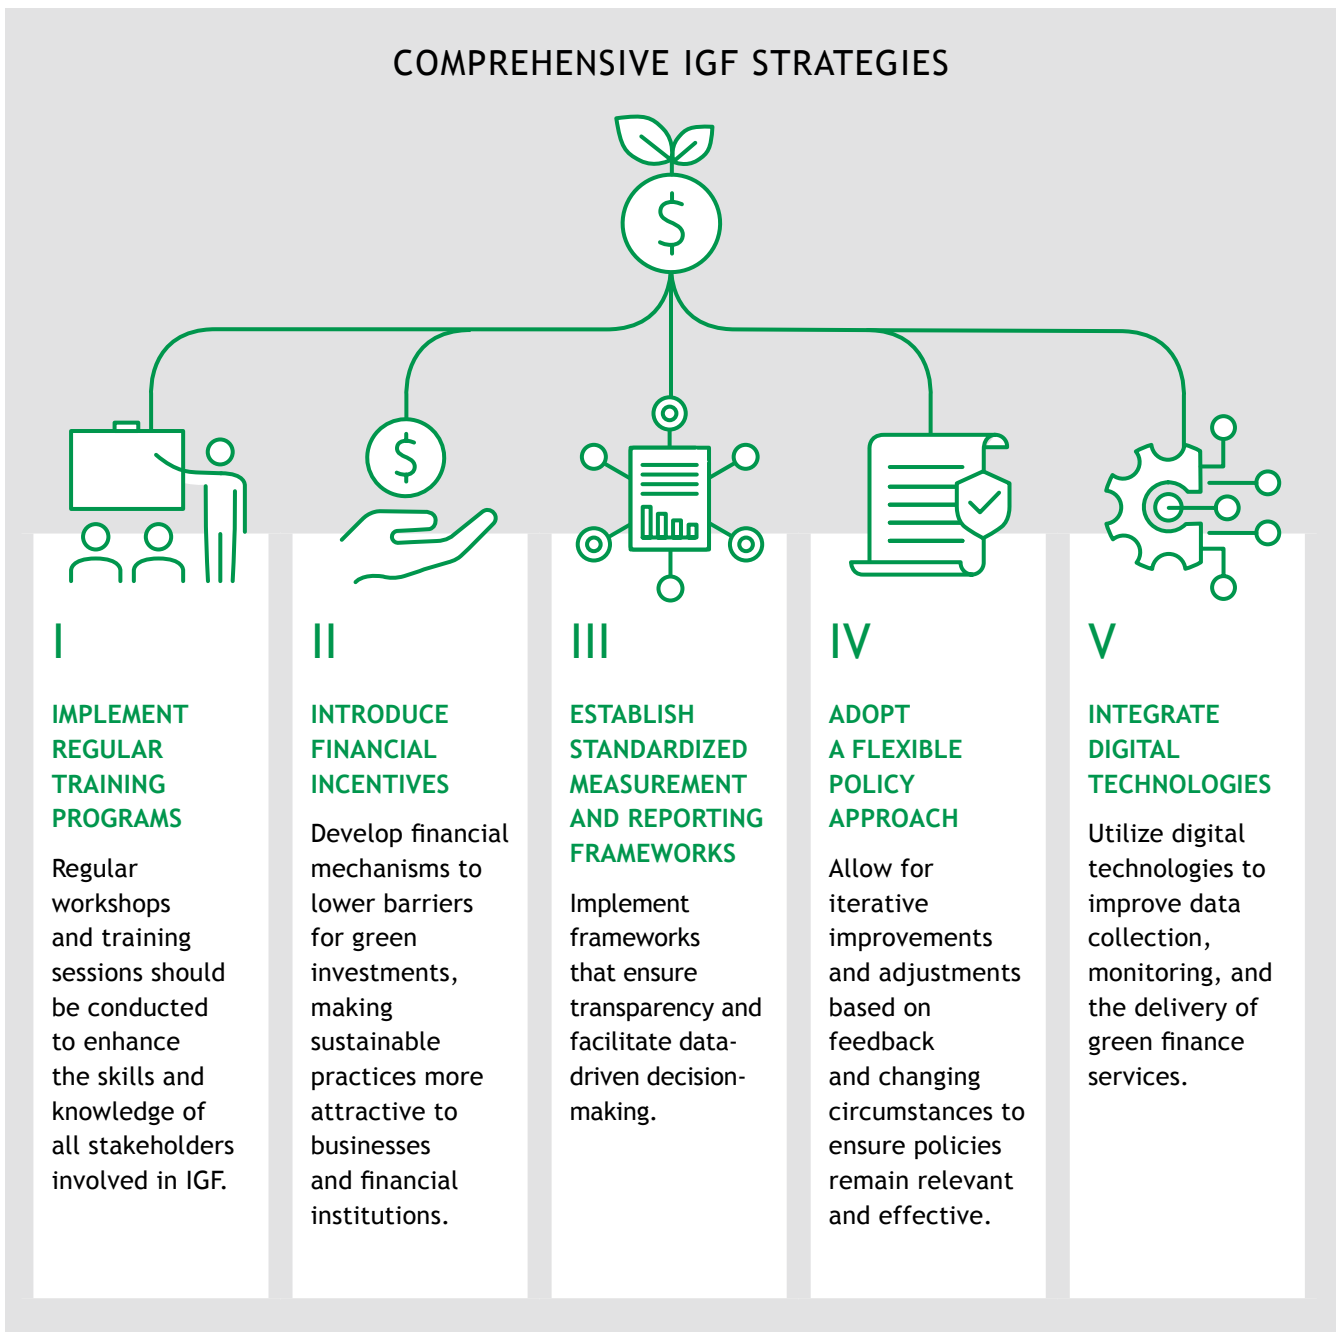 COMPREHENSIVE IGF STRATEGIES
$
$
I
IMPLEMENT
REGULAR
TRAINING
PROGRAMS
Regular
workshops
and training
sessions should
be conducted
to enhance
the skills and
knowledge of
all stakeholders
involved in IGF.
II
INTRODUCE
FINANCIAL
INCENTIVES
Develop financial
mechanisms to
lower barriers
for green
investments,
making
sustainable
practices more
attractive to
businesses
and financial
institutions.
III
ESTABLISH
STANDARDIZED
MEASUREMENT
AND REPORTING
FRAMEWORKS
Implement
frameworks
that ensure
transparency and
facilitate data-
driven decision-
making.
IV
ADOPT
A FLEXIBLE
POLICY
APPROACH
Allow for
iterative
improvements
and adjustments
based on
feedback
and changing
circumstances to
ensure policies
remain relevant
and effective.
V
INTEGRATE
DIGITAL
TECHNOLOGIES
Utilize digital
technologies to
improve data
collection,
monitoring, and
the delivery of
green finance
services.